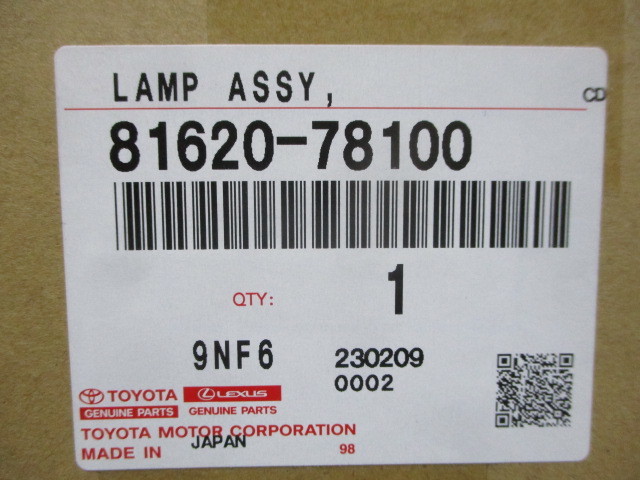 LAMP ASSY,
CD
81620-78100
QTY: 1
9NF6 230209
0002
TOYOTA LEXUS
GENUINE PARTS GENUINE PARTS
TOYOTA MOTOR CORPORATION
MADE IN JAPAN 98